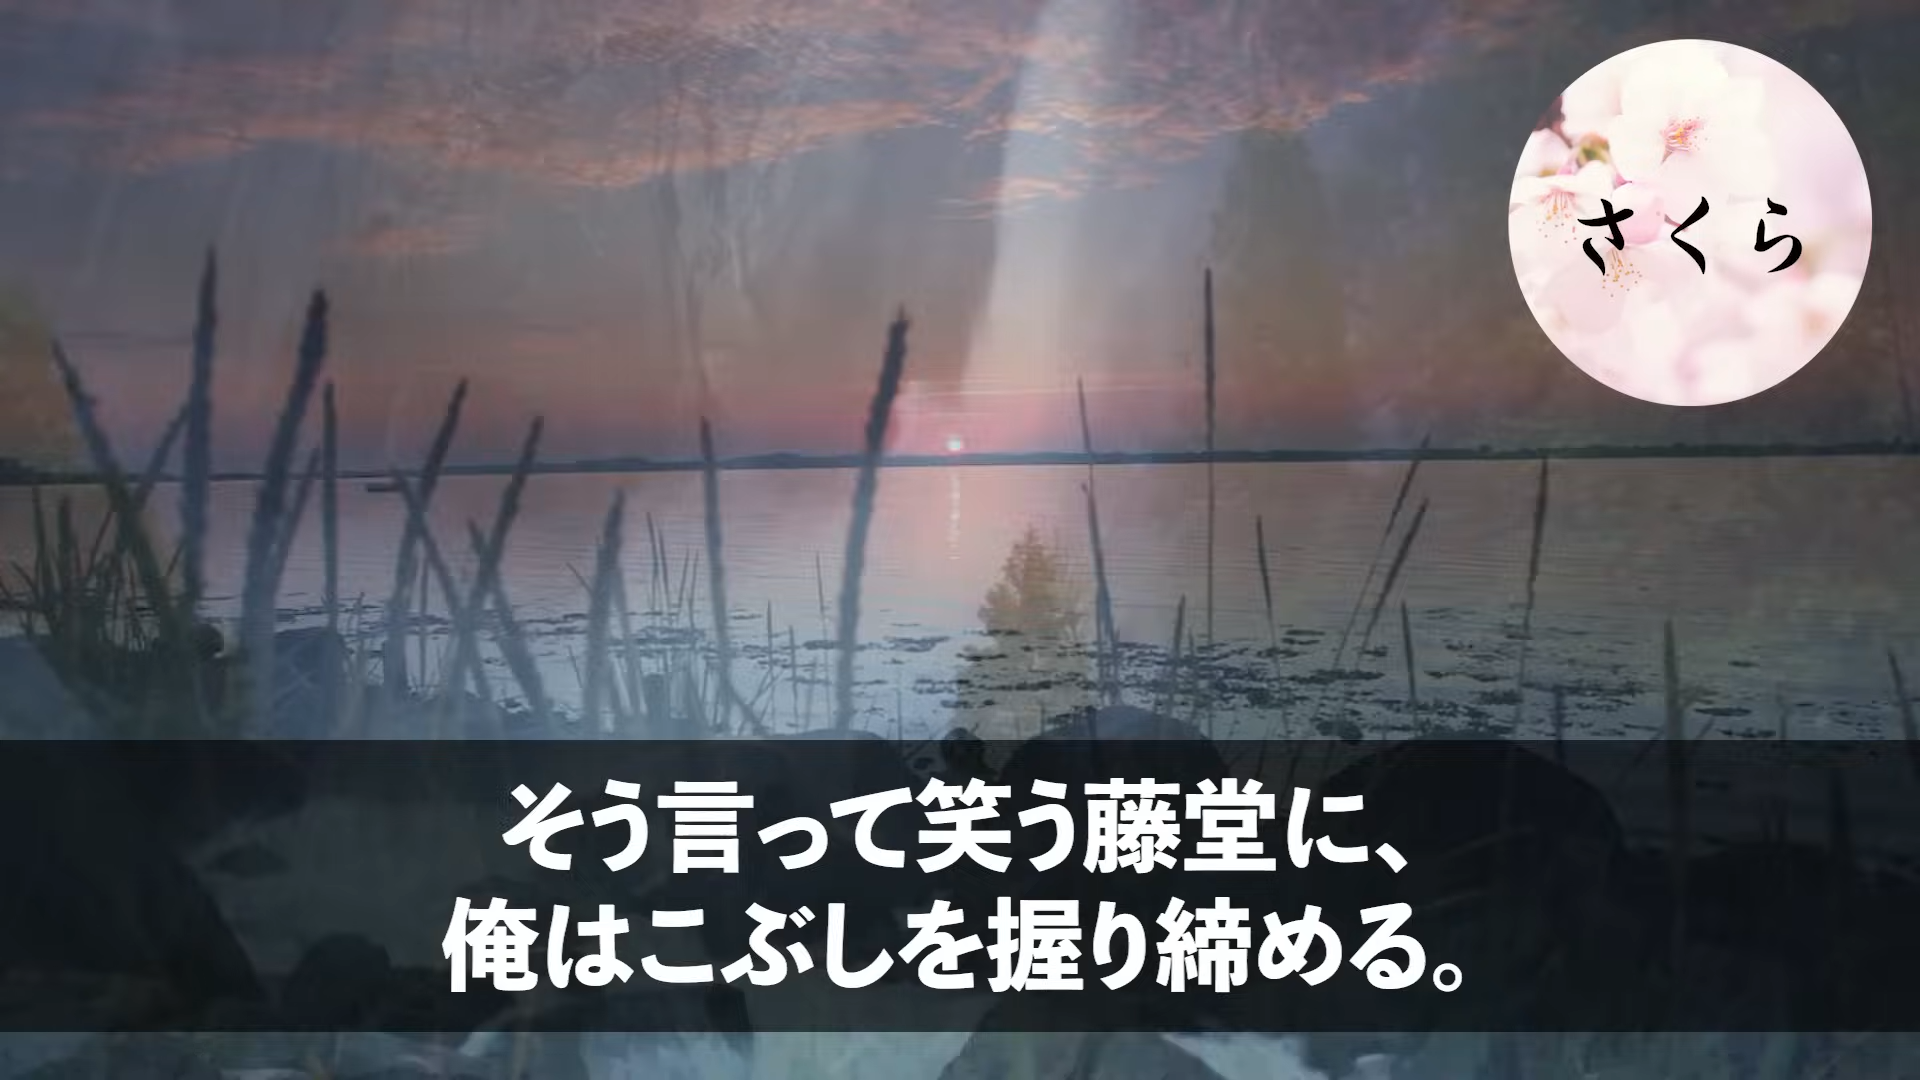 さくら
そう言って笑う藤堂に、
俺はこぶしを握り締める。